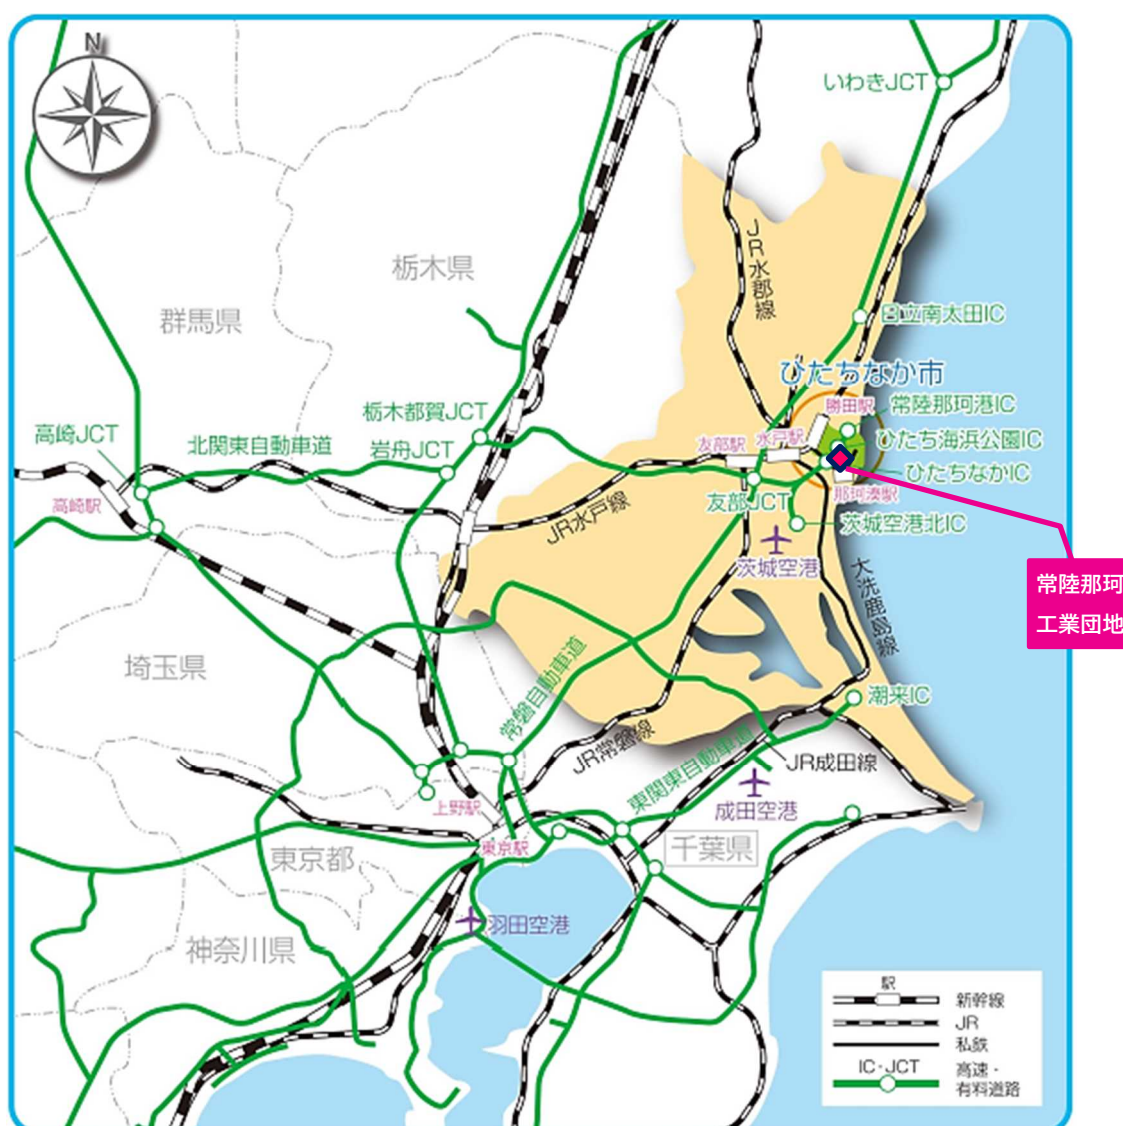 N
いわきJCT
栃木県
JR水郡線
群馬県
日立南太田IC
ひたちなか市
栃木都賀JCT
勝田駅
常陸那珂港IC
高崎JCT
北関東自動車道
岩舟JCT
友部駅
水戸駅
ひたち海浜公園IC
ひたちなかIC
高崎駅
那珂湊駅
友部JCT
JR水戸線
茨城空港北IC
茨城空港
大洗鹿島線
常陸那珂
工業団地
埼玉県
常磐自動車道
潮来IC
JR常磐線
JR成田線
東関東自動車道
成田空港
上野駅
東京駅
千葉県
東京都
羽田空港
神奈川県
駅
新幹線
JR
私鉄
IC・JCT
高速・
有料道路